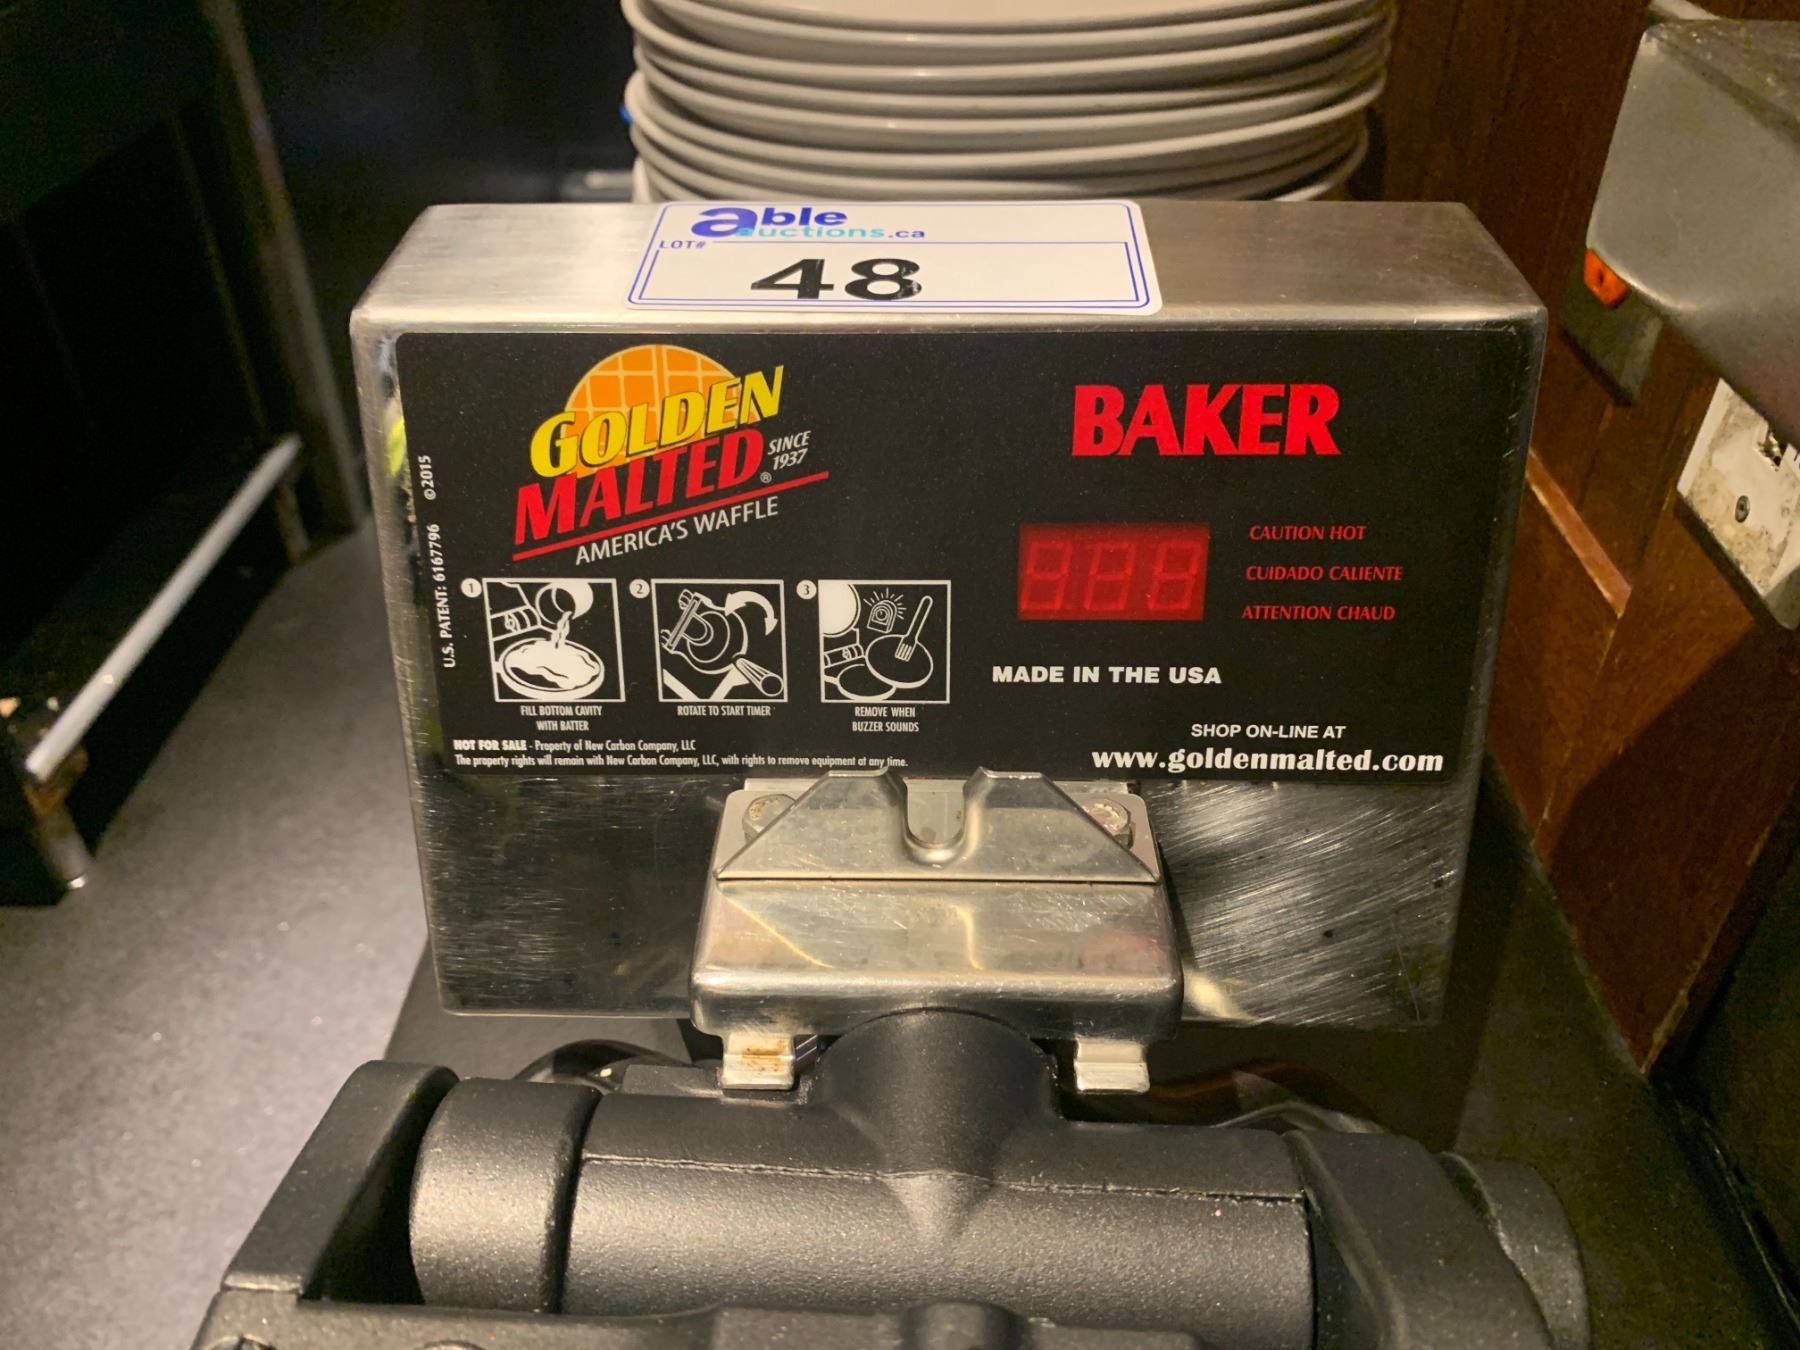 able
auctions.ca
LOT#
48
GOLDEN
MALTED®
SINCE
1937
AMERICA'S WAFFLE
BAKER
©2015
U.S. PATENT: 6167796
CAUTION HOT
CUIDADO CALIENTE
ATTENTION CHAUD
1
2
3
FILL BOTTOM CAVITY
WITH BATTER
ROTATE TO START TIMER
REMOVE WHEN
BUZZER SOUNDS
MADE IN THE USA
NOT FOR SALE - Property of New Carbon Company, LLC
The property rights will remain with New Carbon Company, LLC, with rights to remove equipment at any time.
SHOP ON-LINE AT
www.goldenmalted.com